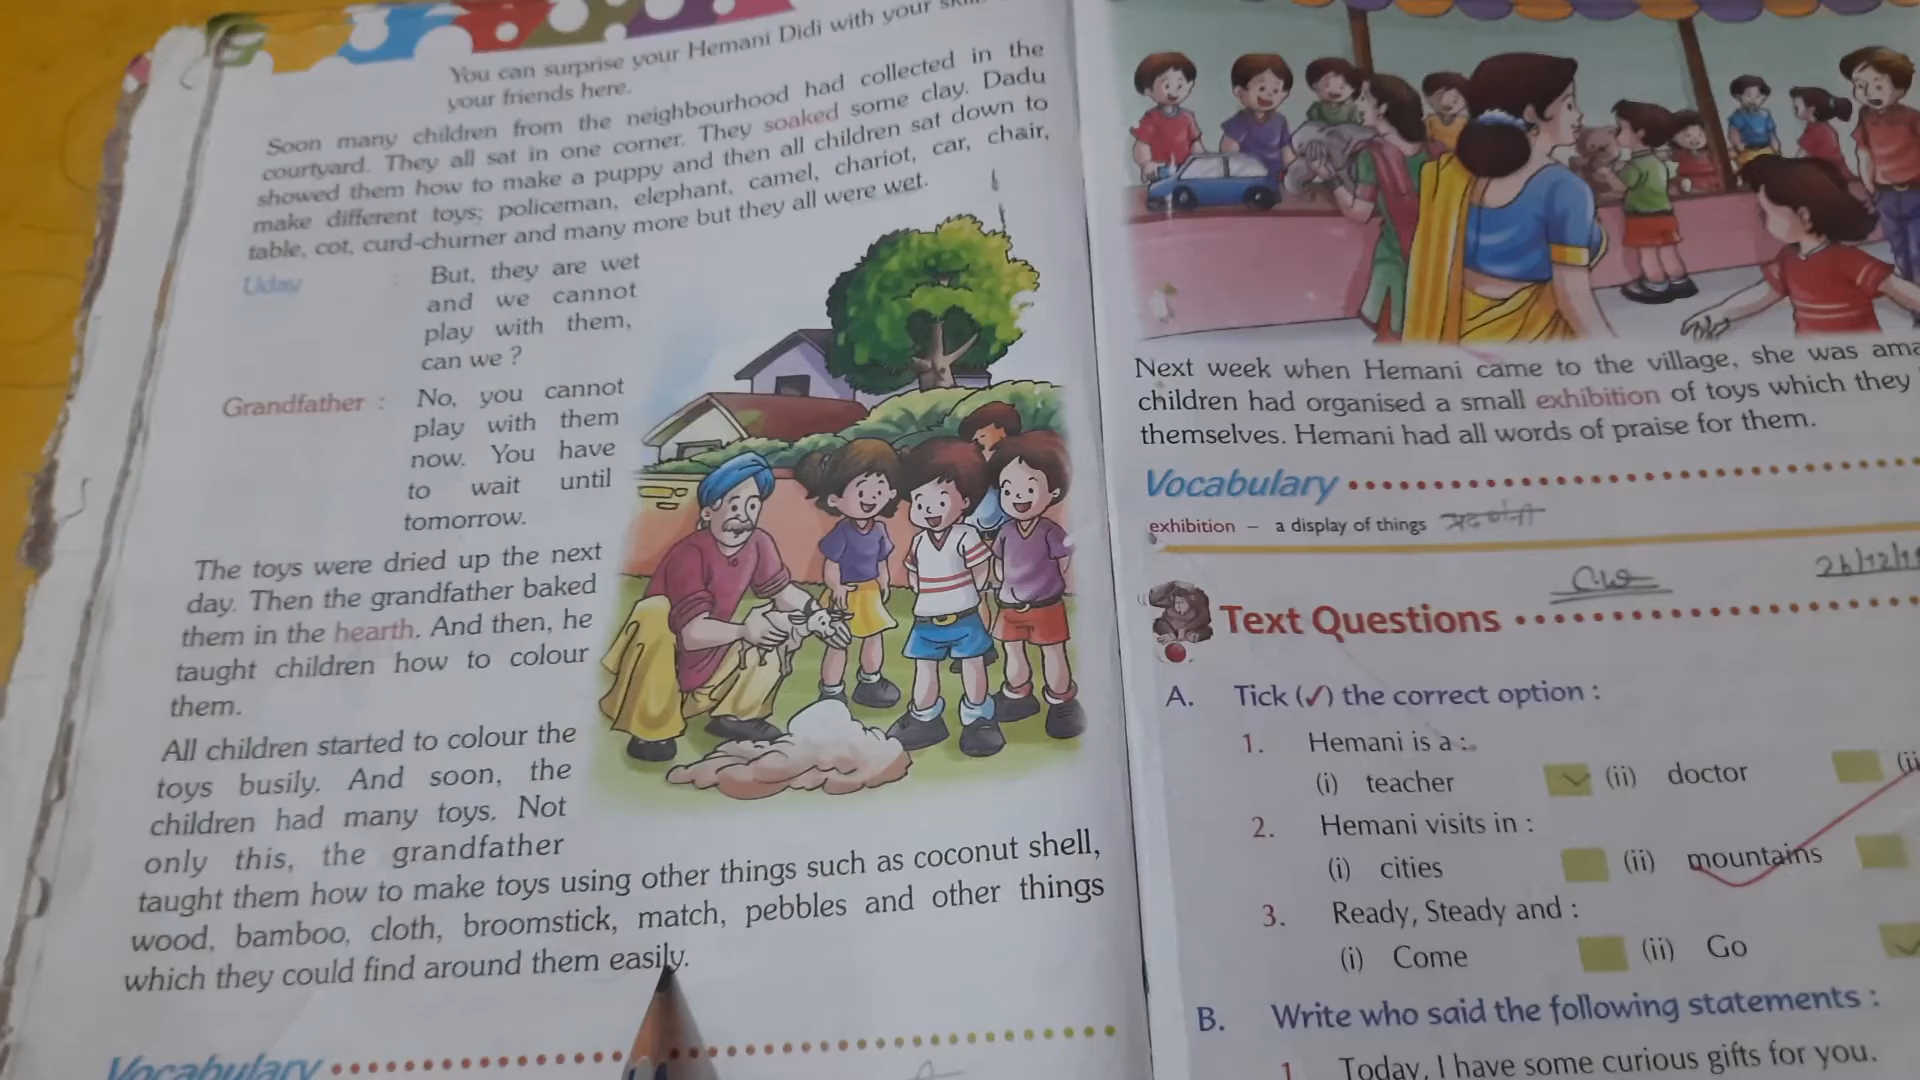 You can surprise your Hemani Didi with your
your friends here.
Soon many children from the neighbourhood had collected in the
courtyard. They all sat in one corner. They soaked some clay. Dadu
showed them how to make a puppy and then all children sat down to
make different toys; policeman, elephant, camel, chariot, car, chair,
table, cot, curd-churner and many more but they all were wet.
Uday : But, they are wet
and we cannot
play with them,
can we ?
Grandfather : No, you cannot
play with them
now. You have
to wait until
tomorrow.
The toys were dried up the next
day. Then the grandfather baked
them in the hearth. And then, he
taught children how to colour
them.
All children started to colour the
toys busily. And soon, the
children had many toys. Not
only this, the grandfather
taught them how to make toys using other things such as coconut shell,
wood, bamboo, cloth, broomstick, match, pebbles and other things
which they could find around them easily.
Vocabulary
Next week when Hemani came to the village, she was
children had organised a small exhibition of toys which they
themselves. Hemani had all words of praise for them.
Vocabulary
exhibition – a display of things
C.W
Text Questions
A. Tick (✓) the correct option :
1. Hemani is a :
(i) teacher (ii) doctor
2. Hemani visits in :
(i) cities (ii) mountains
3. Ready, Steady and :
(i) Come (ii) Go
B. Write who said the following statements :
1 Today, I have some curious gifts for you.